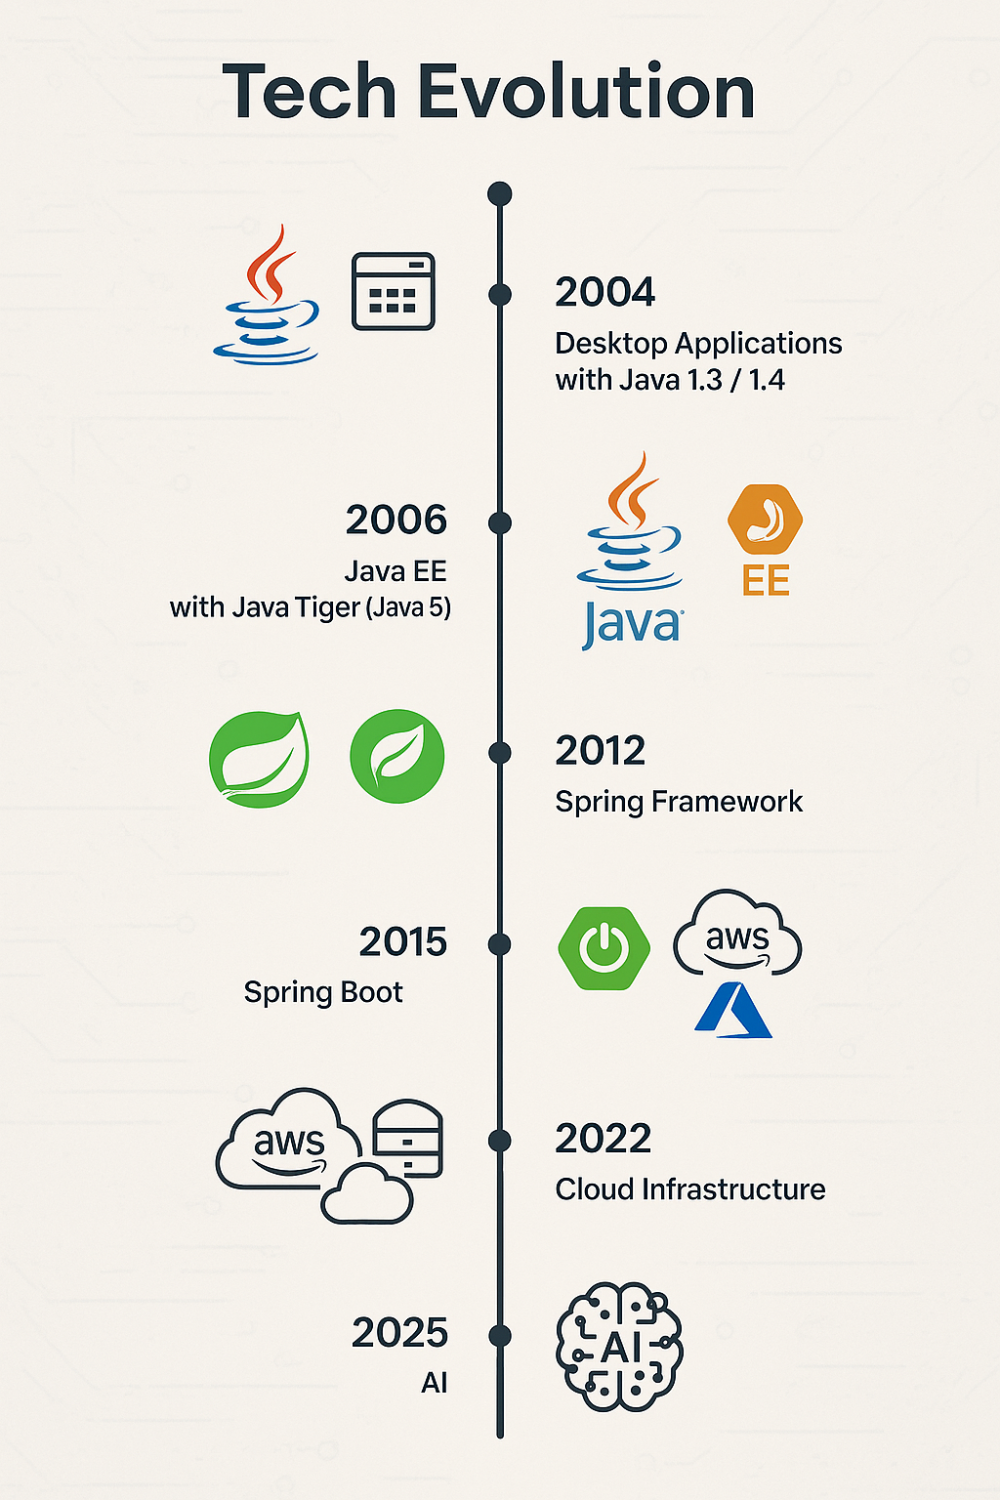 Tech Evolution
2004
Desktop Applications
with Java 1.3 / 1.4
2006
Java EE
with Java Tiger (Java 5)
Java
EE
2012
Spring Framework
2015
Spring Boot
aws
aws
2022
Cloud Infrastructure
2025
AI
AI